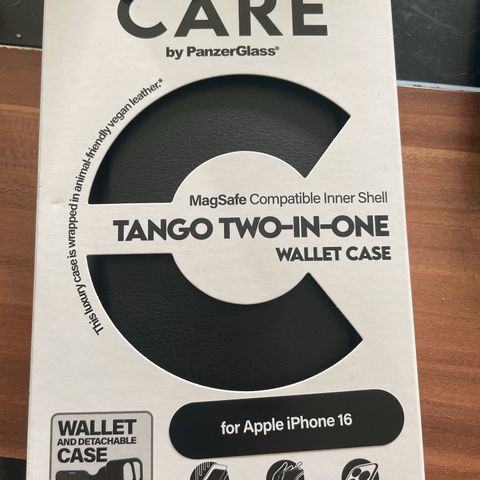 CARE
by PanzerGlass®
This luxury case is wrapped in animal-friendly vegan leather.*
MagSafe Compatible Inner Shell
TANGO TWO-IN-ONE
WALLET CASE
for Apple iPhone 16
WALLET
AND DETACHABLE
CASE